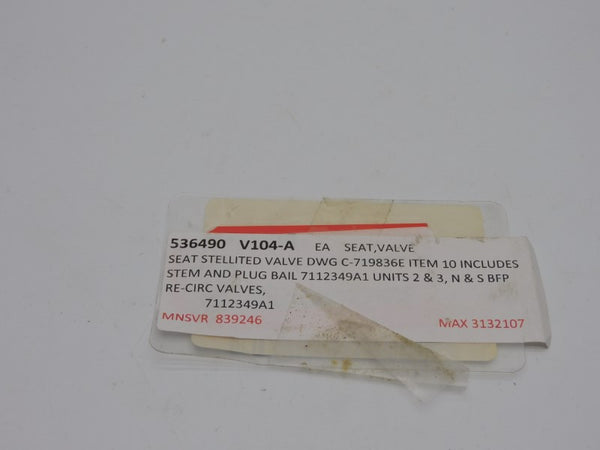 536490 V104-A EA SEAT,VALVE
SEAT STELLITED VALVE DWG C-719836E ITEM 10 INCLUDES
STEM AND PLUG BAIL 7112349A1 UNITS 2 & 3, N & S BFP
RE-CIRC VALVES,
7112349A1
MNSVR 839246 MAX 3132107